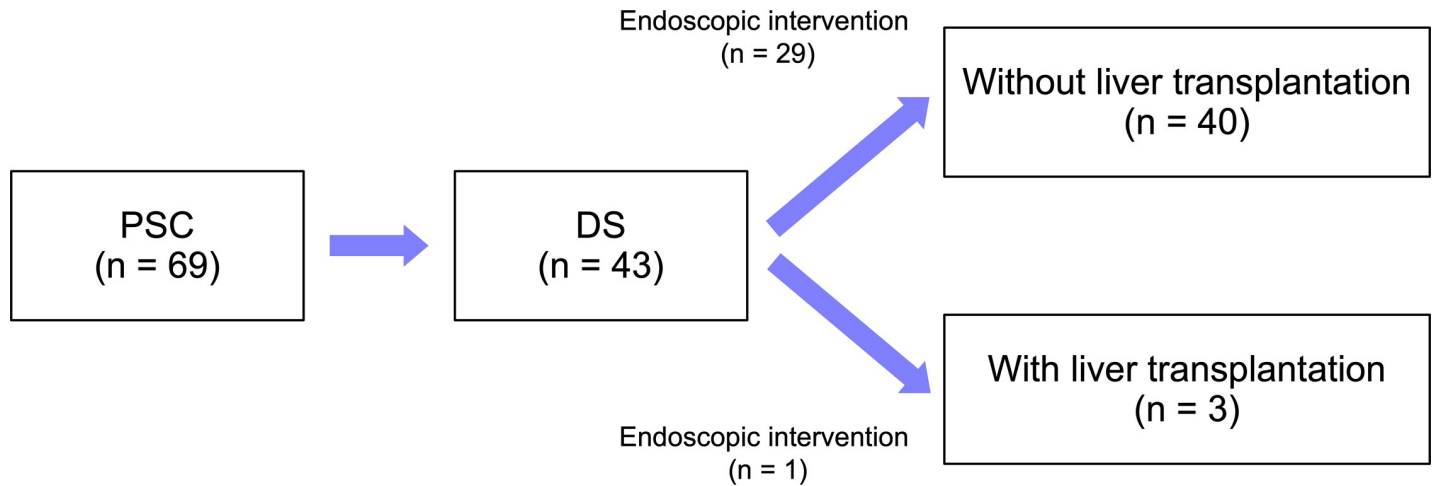 PSC
(n = 69)
DS
(n = 43)
Endoscopic intervention
(n = 29)
Without liver transplantation
(n = 40)
Endoscopic intervention
(n = 1)
With liver transplantation
(n = 3)